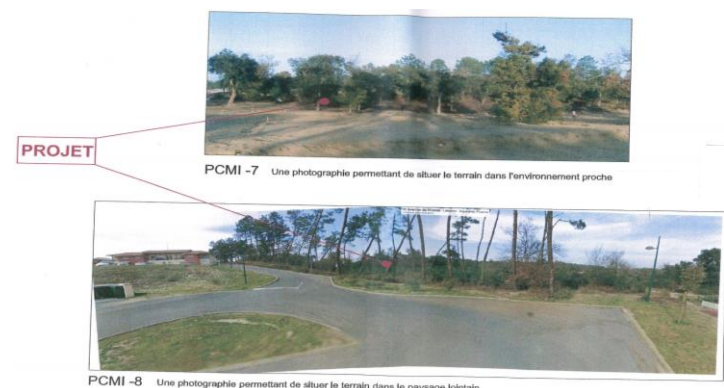 PROJET
PCMI -7 Une photographie permettant de situer le terrain dans l'environnement proche
PCMI -8 Une photographie permettant de situer le terrain dans le paysage lointain